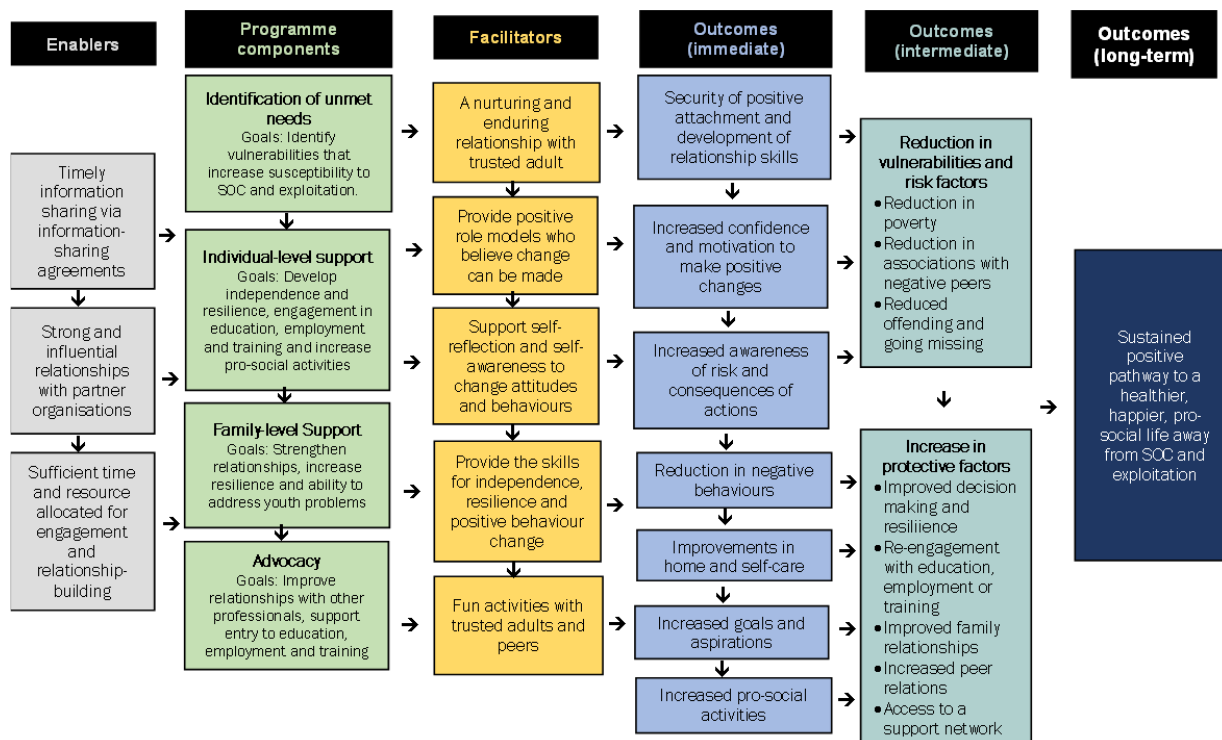 Enablers
Programme
components
Facilitators
Outcomes
(immediate)
Outcomes
(intermediate)
Outcomes
(long-term)
Timely
information
sharing via
information-
sharing
agreements
Strong and
influential
relationships
with partner
organisations
Sufficient time
and resource
allocated for
engagement
and
relationship-
building
Identification of unmet
needs
Goals: Identify
vulnerabilities that
increase susceptibility to
SOC and exploitation.
Individual-level support
Goals: Develop
independence and
resilience, engagement in
education, employment
and training and increase
pro-social activities
Family-level Support
Goals: Strengthen
relationships, increase
resilience and ability to
address youth problems
Advocacy
Goals: Improve
relationships with other
professionals, support
entry to education,
employment and training
A nurturing and
enduring
relationship with
trusted adult
Provide positive
role models who
believe change
can be made
Support self-
reflection and self-
awareness to
change attitudes
and behaviours
Provide the skills
for independence,
resilience and
positive behaviour
change
Fun activities with
trusted adults and
peers
Security of positive
attachment and
development of
relationship skills
Increased confidence
and motivation to
make positive
changes
Increased awareness
of risk and
consequences of
actions
Reduction in negative
behaviours
Improvements in
home and self-care
Increased goals and
aspirations
Increased pro-social
activities
Reduction in
vulnerabilities and
risk factors
• Reduction in
poverty
• Reduction in
associations with
negative peers
• Reduced
offending and
going missing
Increase in
protective factors
• Improved decision
making and
resiliience
• Re-engagement
with education,
employment or
training
• Improved family
relationships
• Increased peer
relations
• Access to a
support network
Sustained
positive
pathway to a
healthier,
happier, pro-
social life away
from SOC and
exploitation